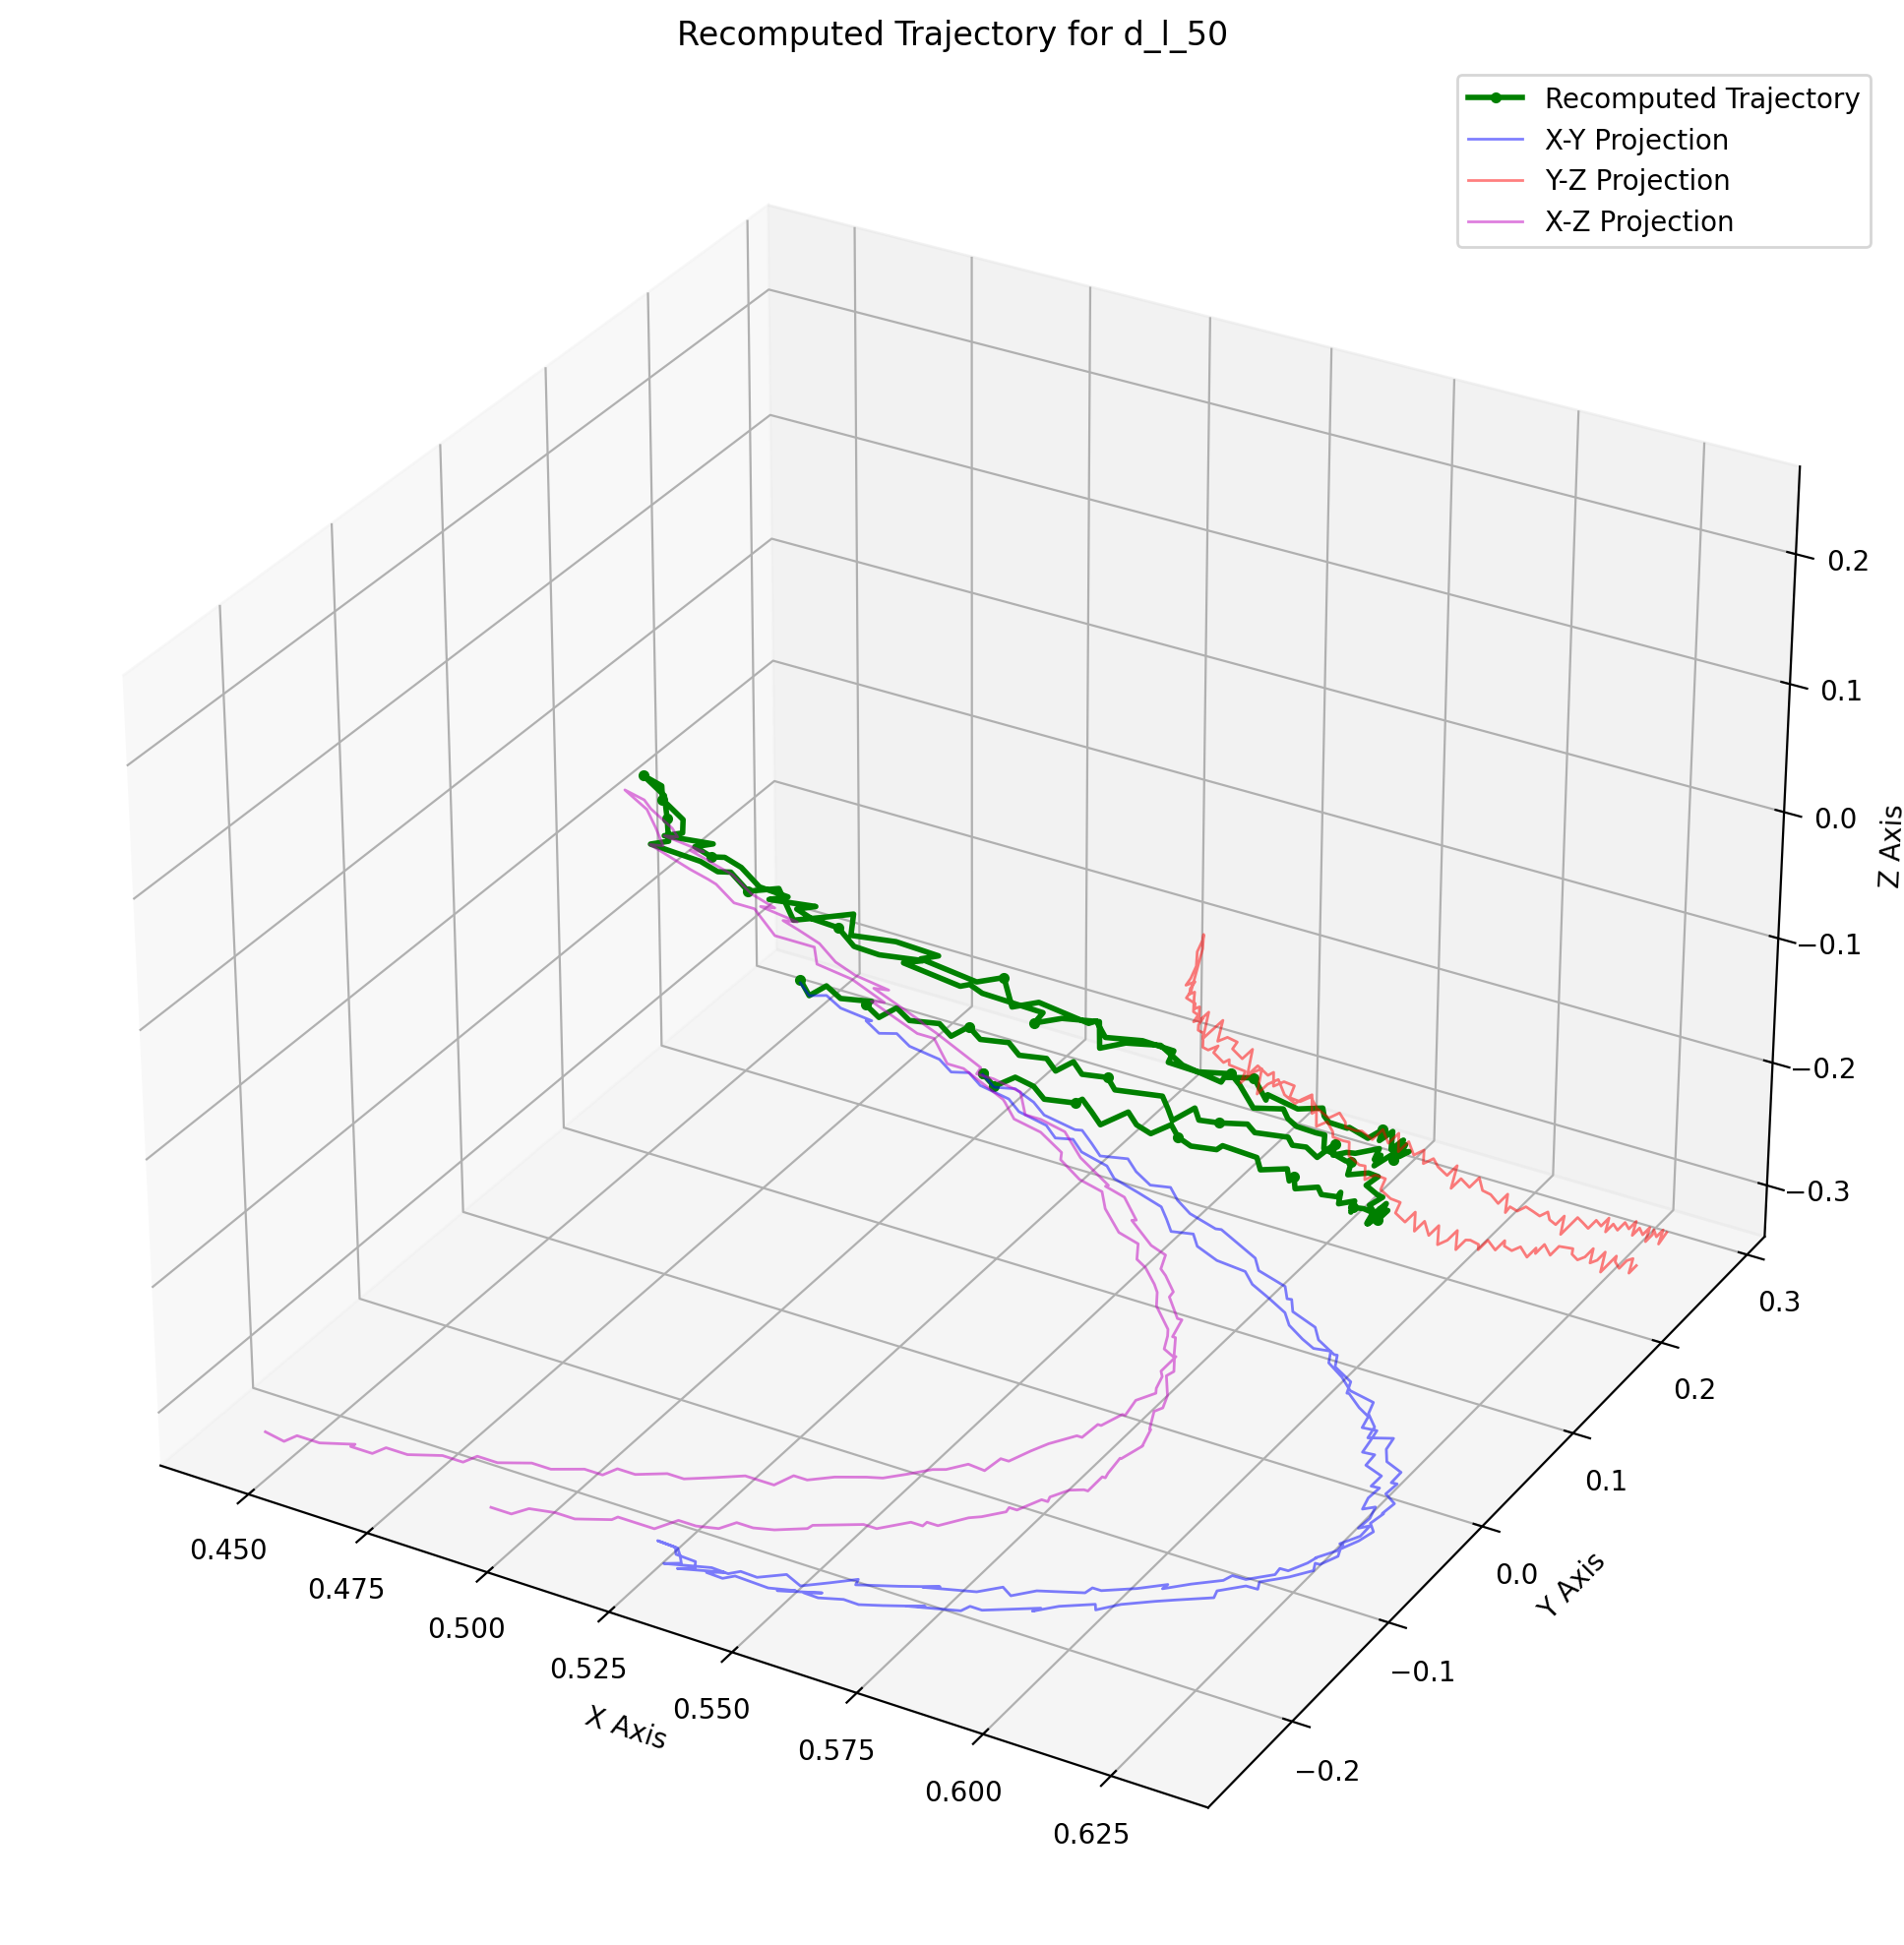 Recomputed Trajectory for d_l_50
Recomputed Trajectory
X-Y Projection
Y-Z Projection
X-Z Projection
0.2
0.1
0.0
−0.1
−0.2
−0.3
Z Axis
0.3
0.2
0.1
0.0
−0.1
−0.2
Y Axis
0.450
0.475
0.500
0.525
0.550
0.575
0.600
0.625
X Axis